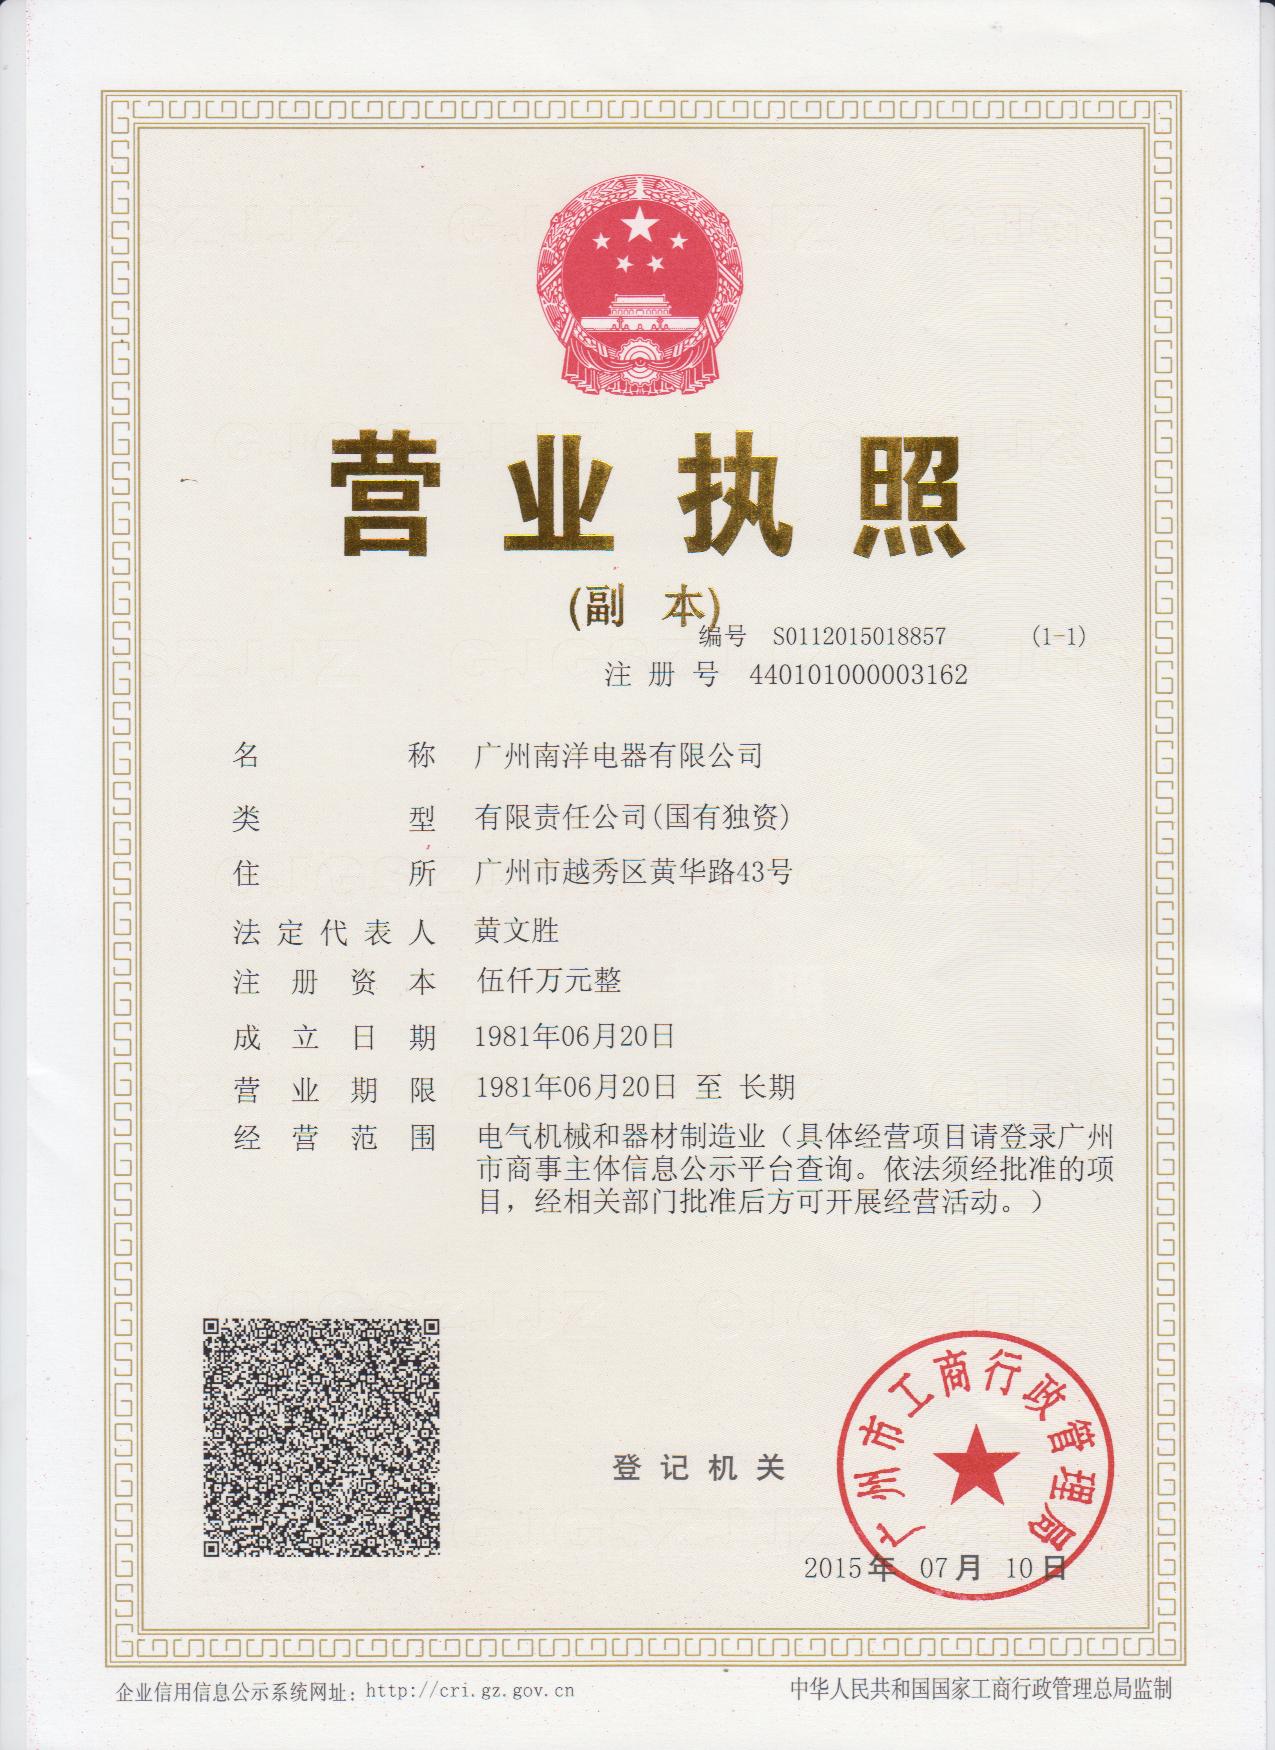 营业执照
(副 本)
编号 S0112015018857 (1-1)
注册号 440101000003162
名称 广州南洋电器有限公司
类型 有限责任公司(国有独资)
住所 广州市越秀区黄华路43号
法定代表人 黄文胜
注册资本 伍仟万元整
成立日期 1981年06月20日
营业期限 1981年06月20日 至 长期
经营范围 电气机械和器材制造业（具体经营项目请登录广州
市商事主体信息公示平台查询。依法须经批准的项
目，经相关部门批准后方可开展经营活动。）
登记机关
广州市工商行政管理局
2015年 07月 10日
企业信用信息公示系统网址：http://cri.gz.gov.cn
中华人民共和国国家工商行政管理总局监制